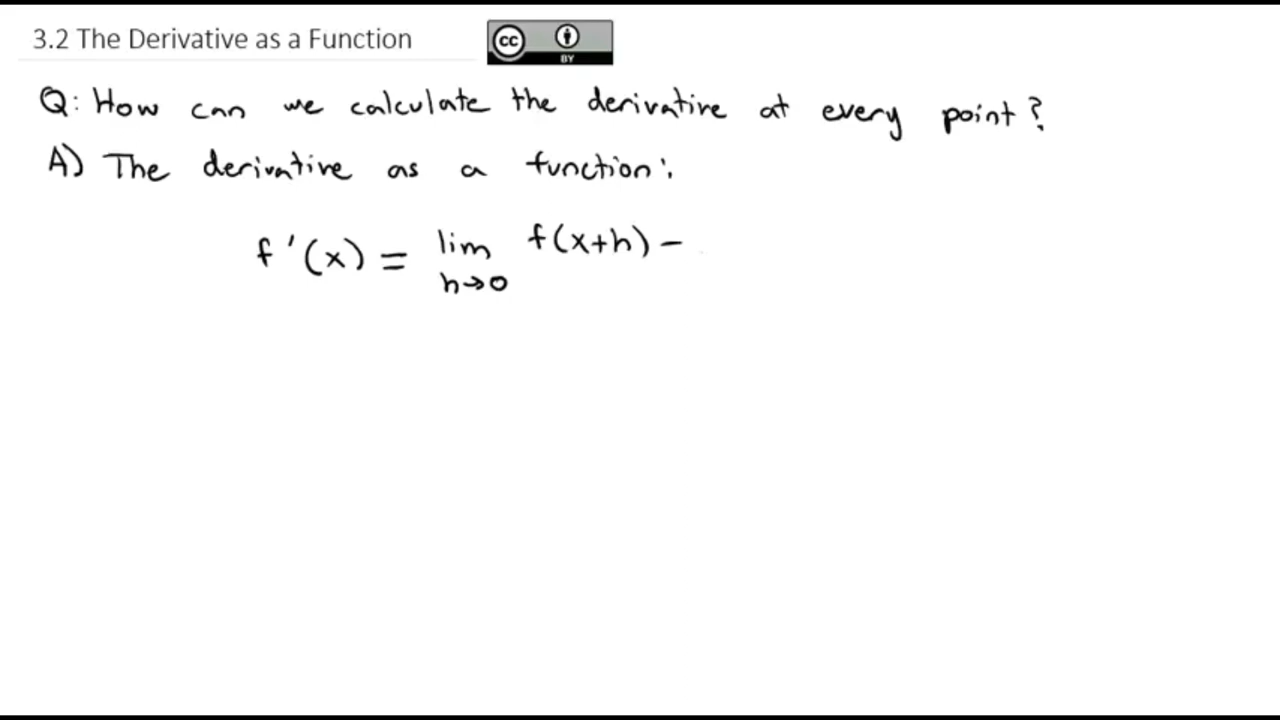 3.2 The Derivative as a Function
cc BY
Q: How can we calculate the derivative at every point?
A) The derivative as a function:
f'(x) = lim f(x+h) -
h→0